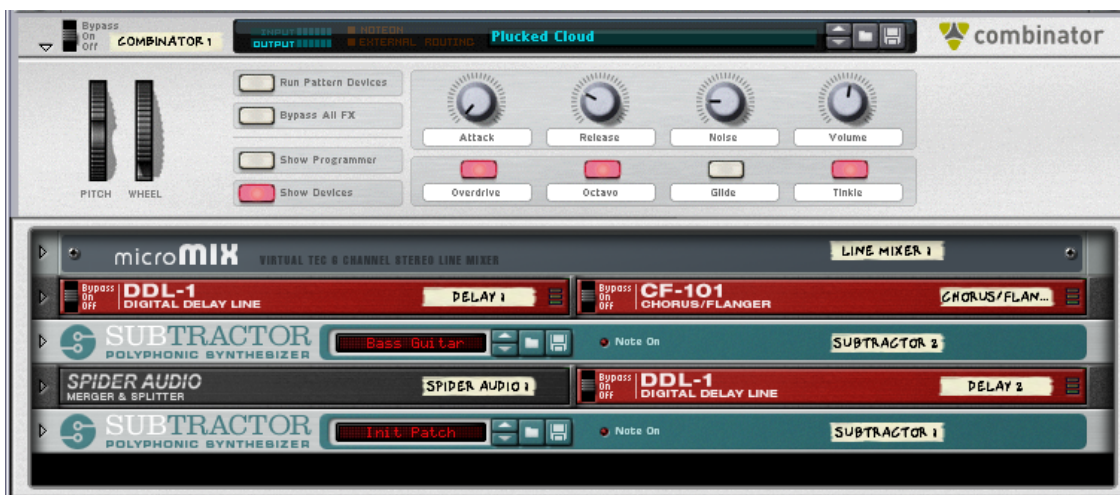 Bypass
On
Off
COMBINATOR 1
INPUT
OUTPUT
NOTEON
EXTERNAL ROUTING
Plucked Cloud
combinator
Run Pattern Devices
Bypass All FX
Show Programmer
Show Devices
PITCH WHEEL
Attack Release Noise Volume
Overdrive Octavo Glide Tinkle
microMIX VIRTUAL TEC 6 CHANNEL STEREO LINE MIXER LINE MIXER 1
Bypass
On
Off
DDL-1
DIGITAL DELAY LINE
DELAY 1
Bypass
On
Off
CF-101
CHORUS/FLANGER
CHORUS/FLAN...
SUBTRACTOR
POLYPHONIC SYNTHESIZER
Bass Guitar
Note On
SUBTRACTOR 2
SPIDER AUDIO
MERGER & SPLITTER
SPIDER AUDIO 1
Bypass
On
Off
DDL-1
DIGITAL DELAY LINE
DELAY 2
SUBTRACTOR
POLYPHONIC SYNTHESIZER
Init Patch
Note On
SUBTRACTOR 1